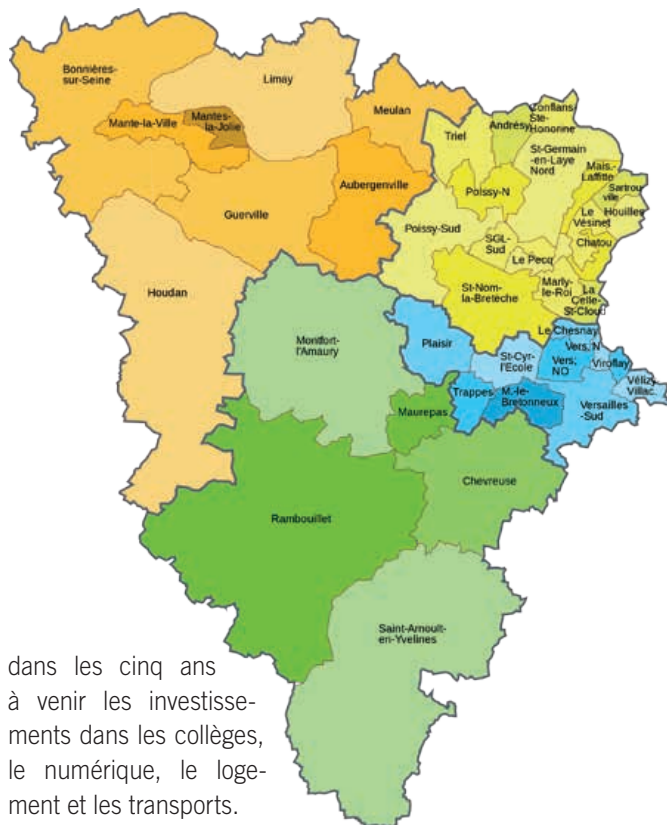 Bonnières-
sur-Seine
Limay
Meulan
Mante-la-Ville
Mantes-
la-Jolie
Conflans-
Ste-
Honorine
Andrésy
Triel
St-Germain
-en-Laye
Nord
Mais.-
Laffitte
Sartrou
ville
Poissy-N
Aubergenville
Le
Vésinet
Houilles
Guerville
Poissy-Sud
SGL-
Sud
Chatou
Le Pecq
Houdan
St-Nom-
la-Breteche
Marly-
le-Roi
La
Celle-
St-Cloud
Montfort-
l'Amaury
Plaisir
Le Chesnay
St-Cyr-
l'Ecole
Vers, N
Vers;
NO
Viroflay
Vélizy-
Villac.
Trappes
M.-le-
Bretonneux
Versailles
-Sud
Maurepas
Chevreuse
Rambouillet
Saint-Arnoult-
en-Yvelines
dans les cinq ans
à venir les investisse-
ments dans les collèges,
le numérique, le loge-
ment et les transports.